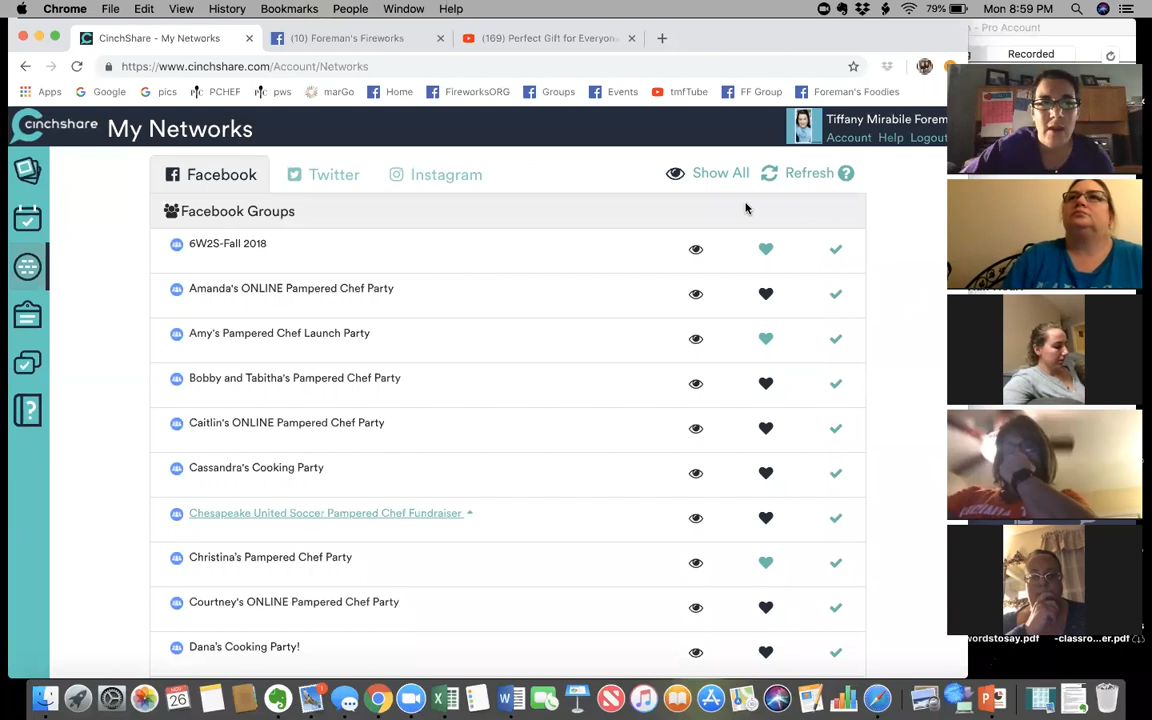 Chrome File Edit View History Bookmarks People Window Help 79% Mon 8:59 PM
CinchShare - My Networks (10) Foreman's Fireworks (169) Perfect Gift for Everyon
- Pro Account
https://www.cinchshare.com/Account/Networks
Recorded
Apps Google pics PCHEF pws marGo Home FireworksORG Groups Events tmfTube FF Group Foreman's Foodies
cinchshare My Networks
Tiffany Mirabile Forem
Account Help Logout
Facebook Twitter Instagram Show All Refresh
Facebook Groups
6W2S-Fall 2018
Amanda's ONLINE Pampered Chef Party
Amy's Pampered Chef Launch Party
Bobby and Tabitha's Pampered Chef Party
Caitlin's ONLINE Pampered Chef Party
Cassandra's Cooking Party
Chesapeake United Soccer Pampered Chef Fundraiser
Christina's Pampered Chef Party
Courtney's ONLINE Pampered Chef Party
Dana's Cooking Party!
wordstosay.pdf -classro...er.pdf
NOV
26